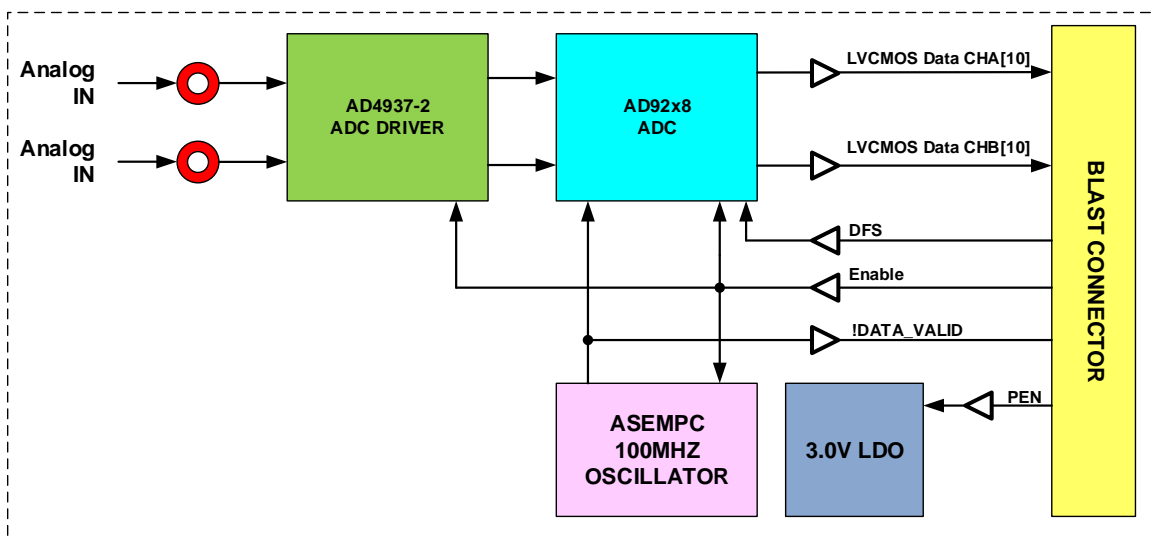 Analog
IN
Analog
IN
AD4937-2
ADC DRIVER
AD92x8
ADC
LVCMOS Data CHA[10]
LVCMOS Data CHB[10]
DFS
Enable
!DATA_VALID
PEN
ASEMPC
100MHZ
OSCILLATOR
3.0V LDO
BLAST CONNECTOR